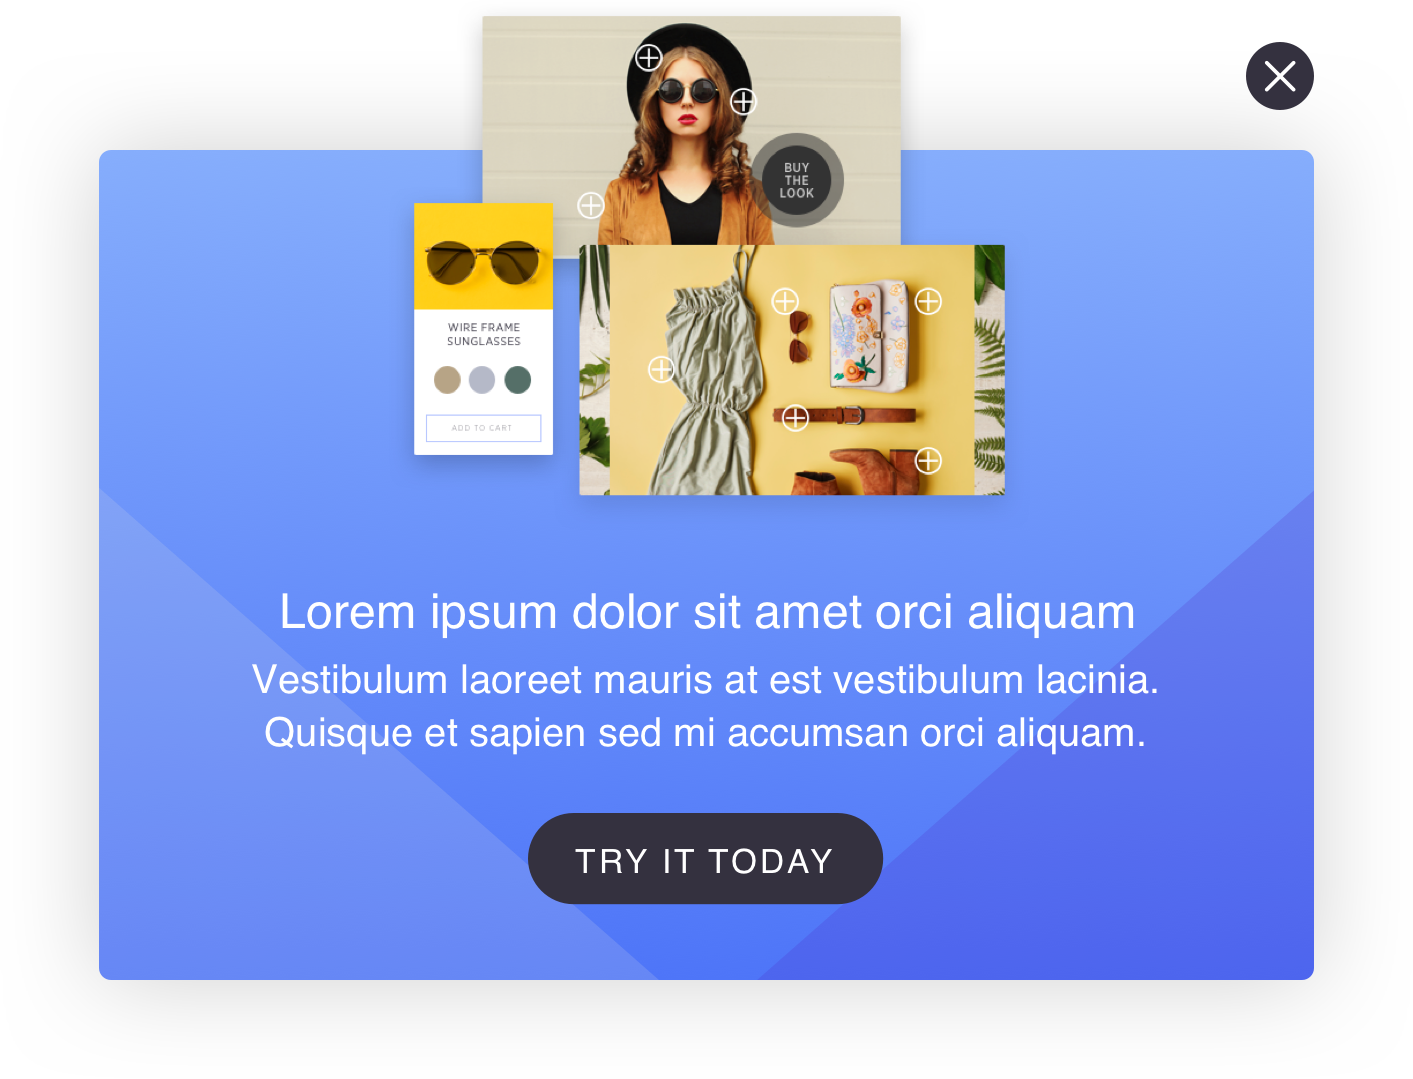 BUY
THE
LOOK
WIRE FRAME
SUNGLASSES
ADD TO CART
Lorem ipsum dolor sit amet orci aliquam
Vestibulum laoreet mauris at est vestibulum lacinia.
Quisque et sapien sed mi accumsan orci aliquam.
TRY IT TODAY